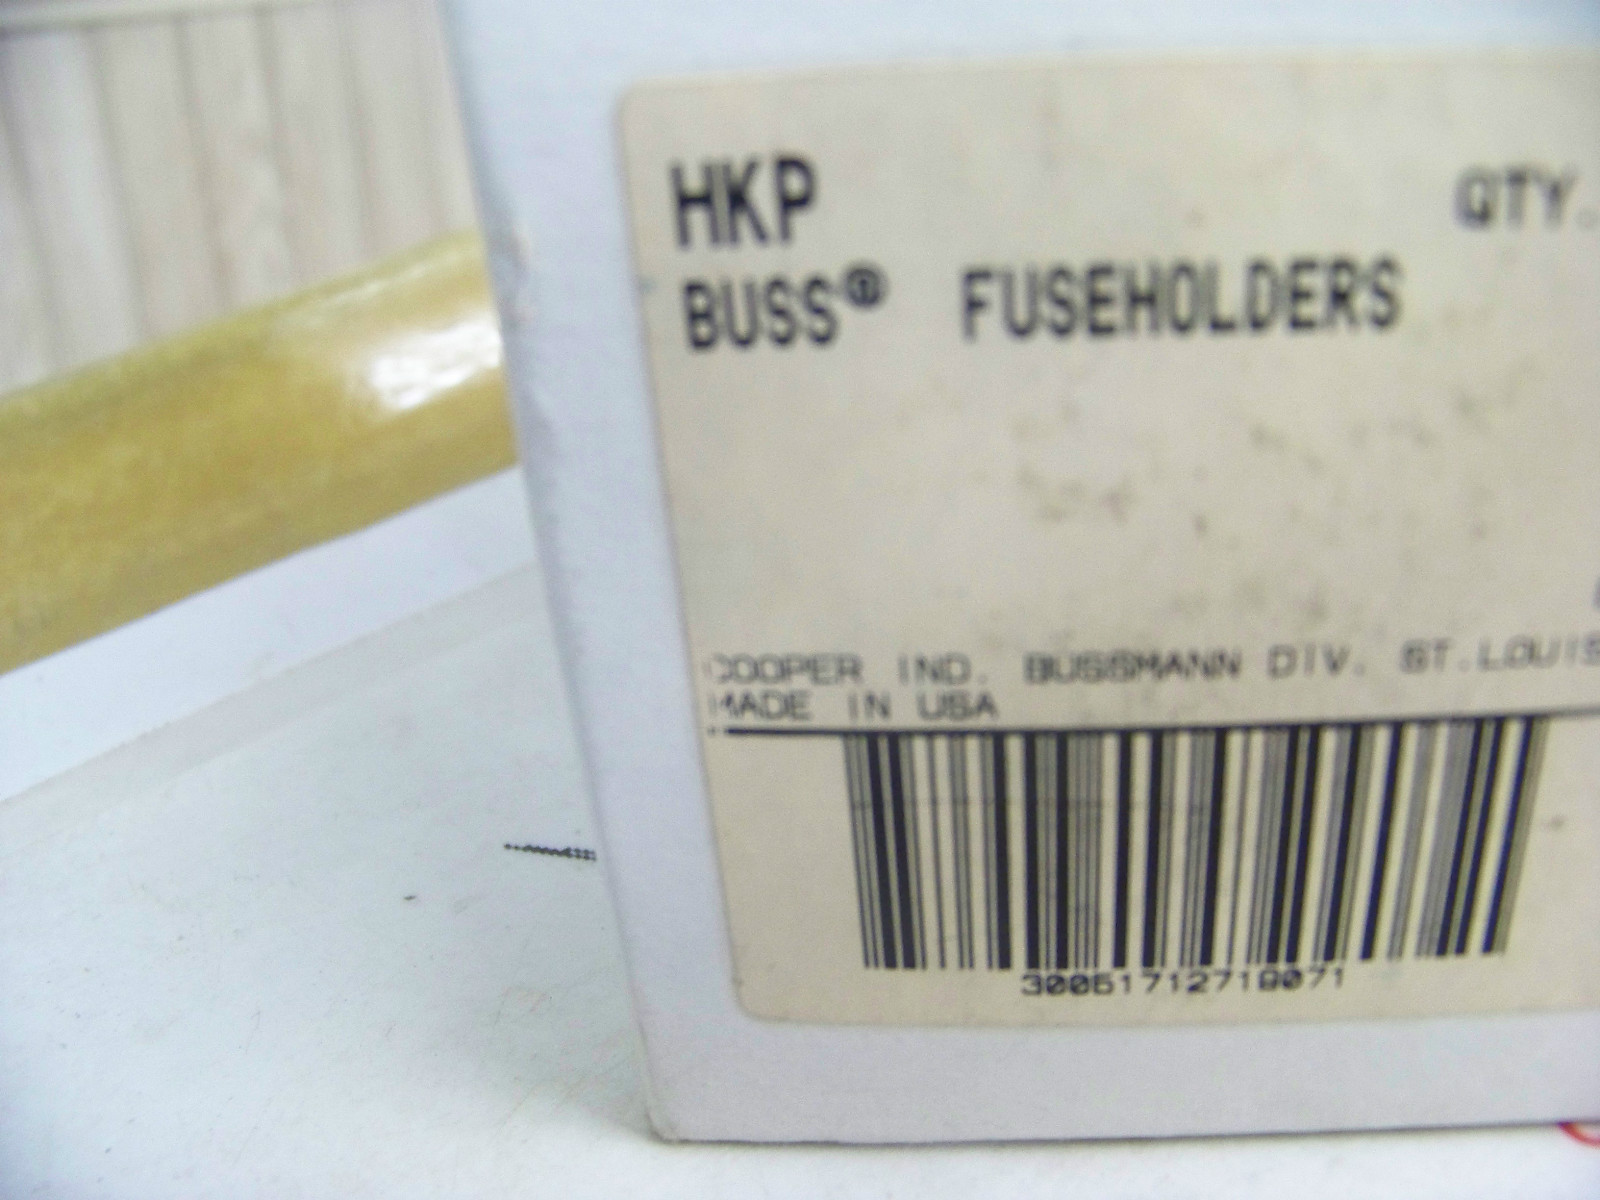 HKP QTY.
BUSS® FUSEHOLDERS
COOPER IND. BUSSMANN DIV. ST.LOUIS
MADE IN USA
30051712719071